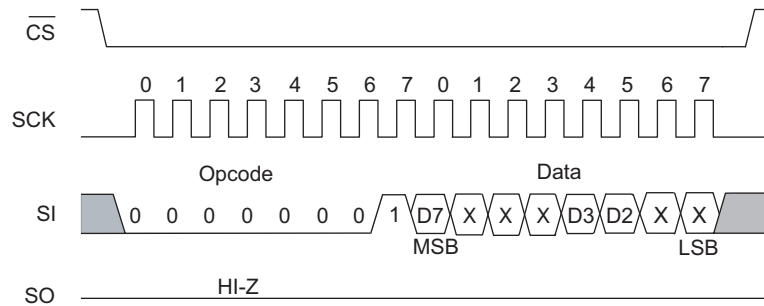 CS
0 1 2 3 4 5 6 7 0 1 2 3 4 5 6 7
SCK
Opcode Data
SI 0 0 0 0 0 0 0 1 D7 X X X D3 D2 X X
MSB LSB
HI-Z
SO